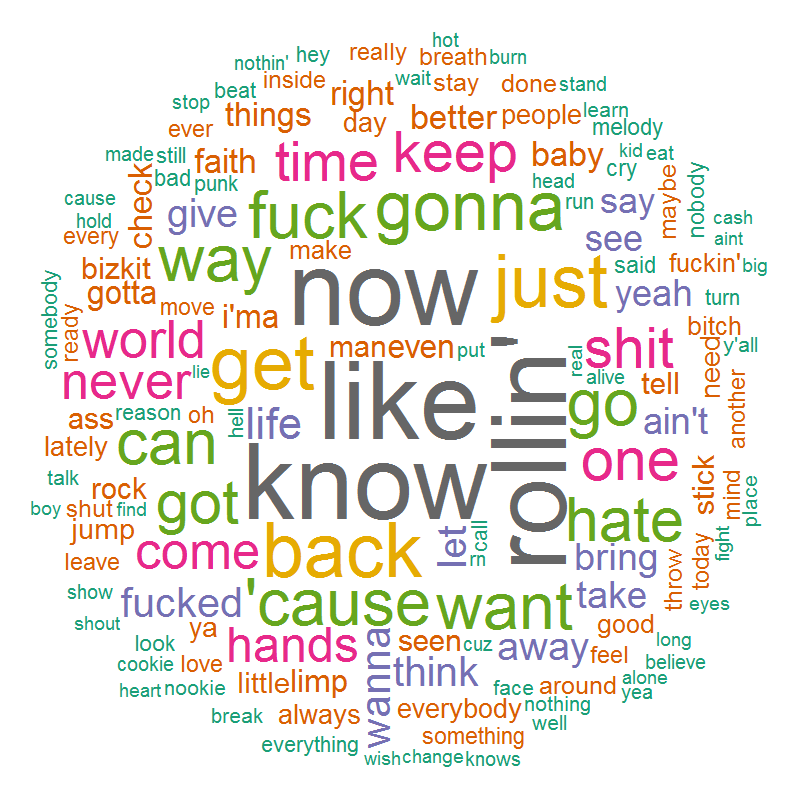 hot
nothin' hey really breath burn
inside wait stay done stand
stop beat things right day better people learn
ever time keep baby melody
made still faith head kid eat
bad punk cry maybe nobody
cause hold check give fuck gonna run say cash
every way make see aint
somebody bizkit now just said fuckin' big
gotta move i'ma yeah turn
ready world get maneven put rollin' real shit bitch y'all
never lie like alive tell need
ass reason oh hell life go ain't another
lately can know one
talk rock stick mind place
boy shut find got call hate
jump come back let rn bring fight
leave throw today
show fucked 'cause want take eyes
shout ya hands seen cuz away good long
look wanna feel believe
cookie love think alone
heart nookie little limp face around yea
break always everybody nothing
everything something well
wish change knows